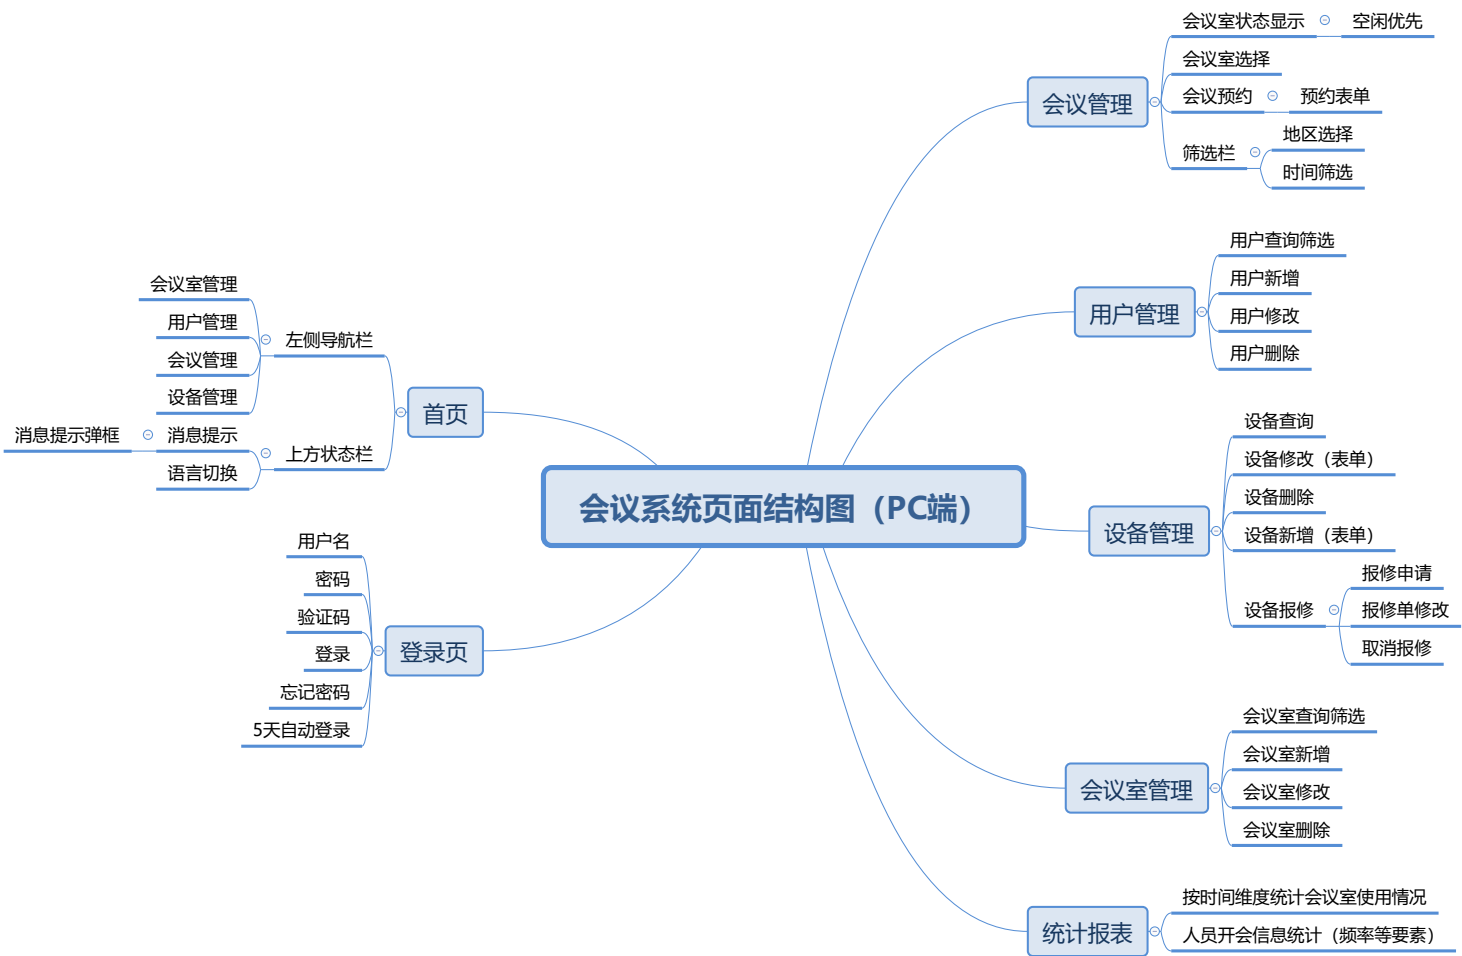 会议系统页面结构图（PC端）
会议管理
会议室状态显示
空闲优先
会议室选择
会议预约
预约表单
筛选栏
地区选择
时间筛选
用户管理
用户查询筛选
用户新增
用户修改
用户删除
设备管理
设备查询
设备修改（表单）
设备删除
设备新增（表单）
设备报修
报修申请
报修单修改
取消报修
会议室管理
会议室查询筛选
会议室新增
会议室修改
会议室删除
统计报表
按时间维度统计会议室使用情况
人员开会信息统计（频率等要素）
首页
左侧导航栏
会议室管理
用户管理
会议管理
设备管理
上方状态栏
消息提示
消息提示弹框
语言切换
登录页
用户名
密码
验证码
登录
忘记密码
5天自动登录